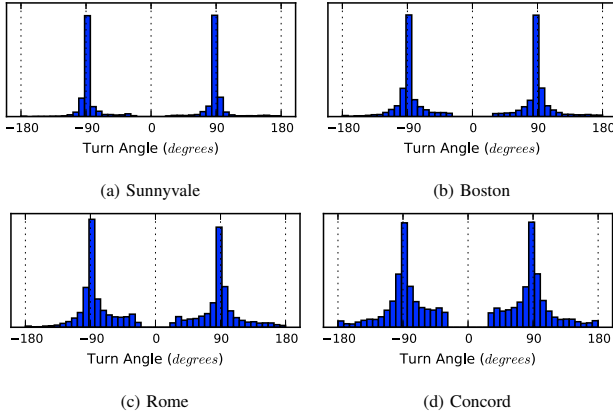 −180 −90 0 90 180
Turn Angle (degrees)
(a) Sunnyvale
−180 −90 0 90 180
Turn Angle (degrees)
(b) Boston
−180 −90 0 90 180
Turn Angle (degrees)
(c) Rome
−180 −90 0 90 180
Turn Angle (degrees)
(d) Concord